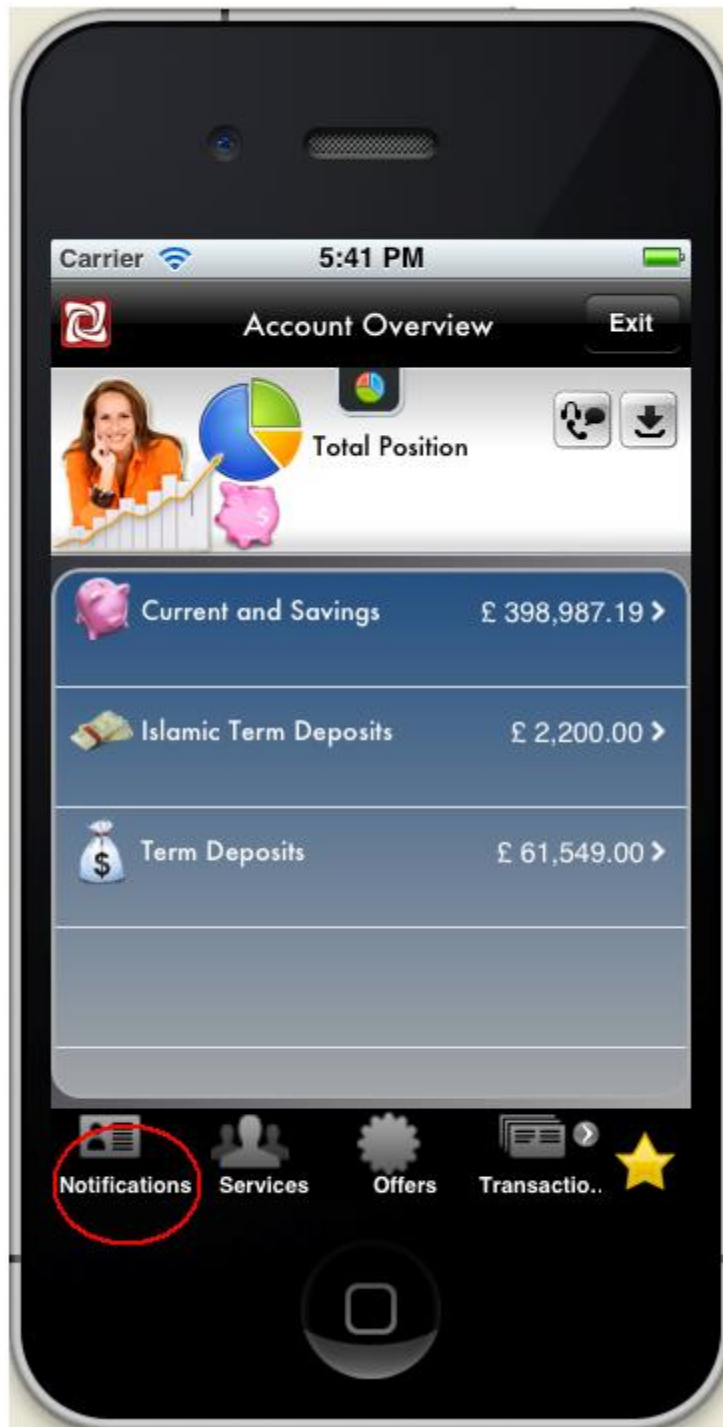 Carrier 5:41 PM
Account Overview Exit
Total Position
Current and Savings £ 398,987.19
Islamic Term Deposits £ 2,200.00
$
Term Deposits £ 61,549.00
Notifications Services Offers Transactio..